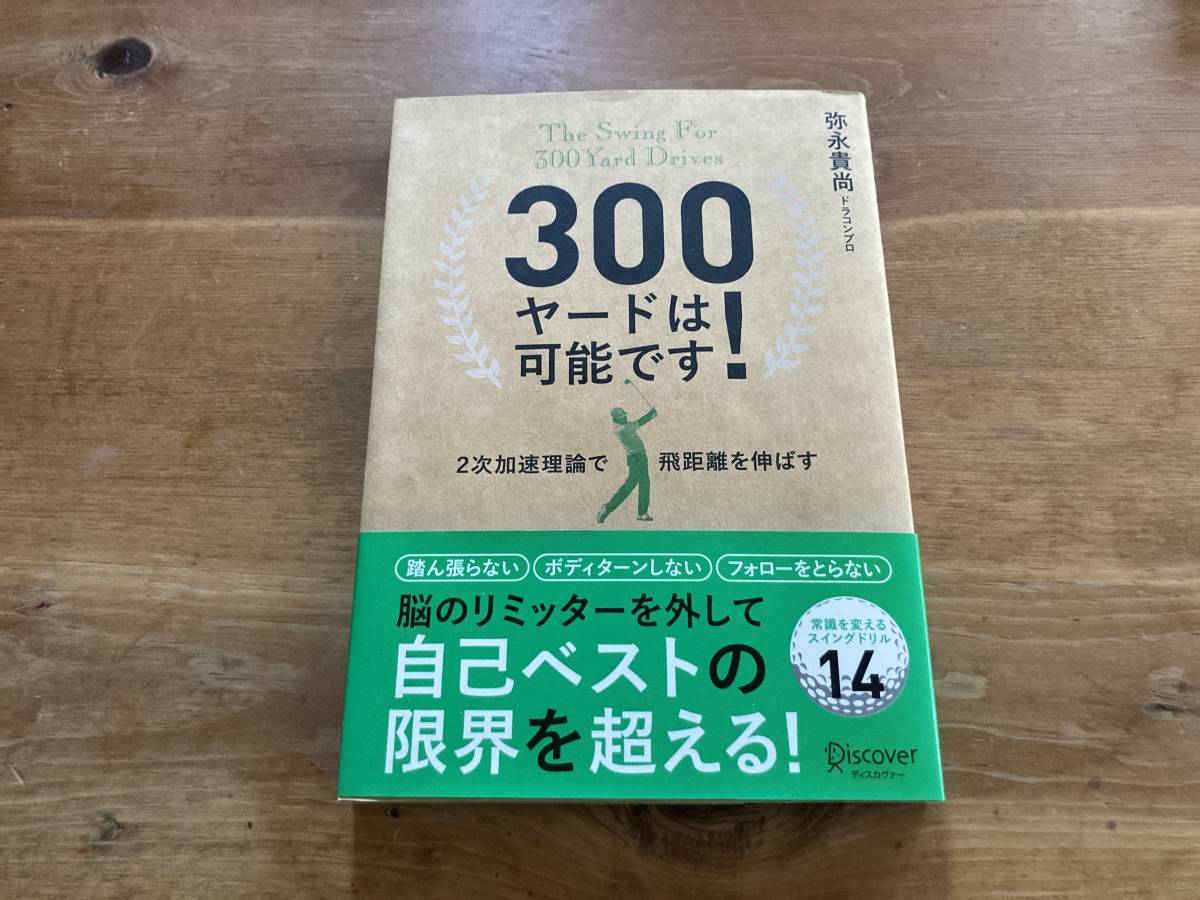 The Swing For
300 Yard Drives
弥永貴尚 ドラコンプロ
300
ヤードは
可能です!
2次加速理論で 飛距離を伸ばす
踏ん張らない ボディターンしない フォローをとらない
脳のリミッターを外して
自己ベストの
限界を超える!
常識を変える
スイングドリル
14
Discover
ディスカヴァー